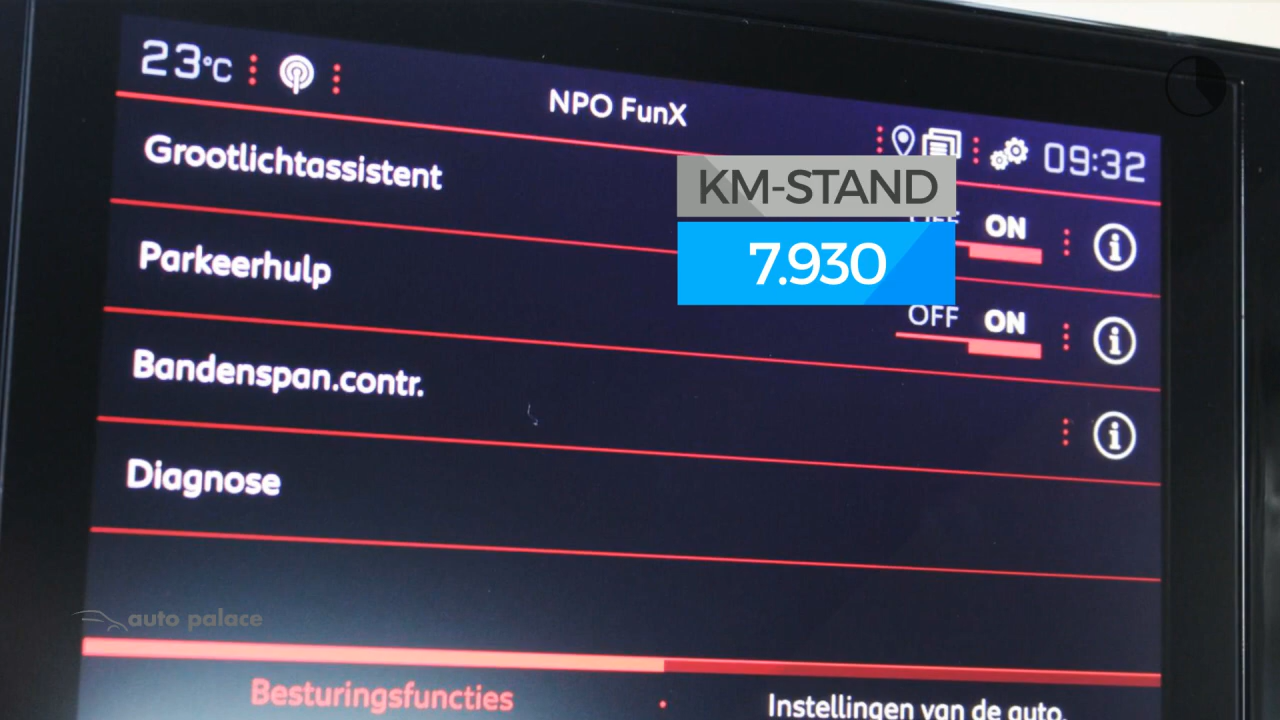 23°C
NPO FunX
09:32
Grootlichtassistent
KM-STAND
OFF ON
7.930
Parkeerhulp
OFF ON
Bandenspan.contr.
Diagnose
auto palace
Besturingsfuncties
Instellingen van de auto.